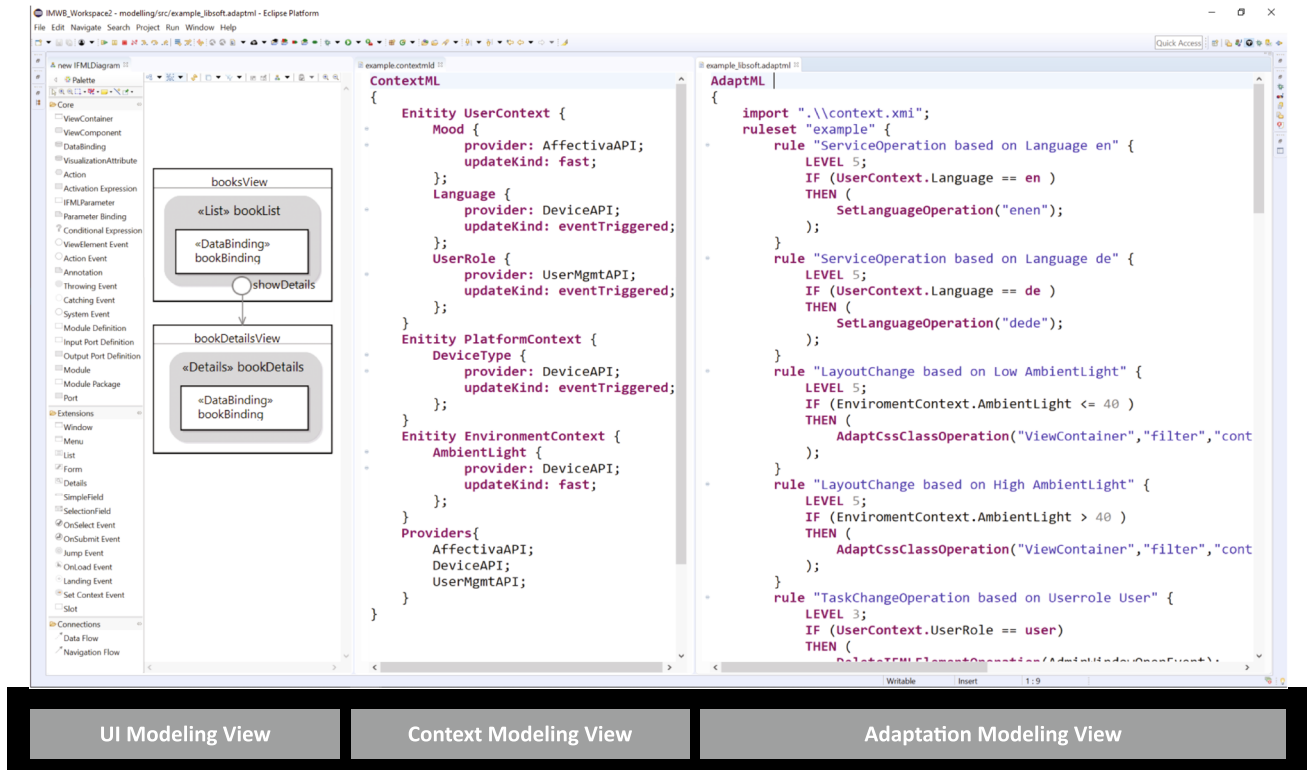 IMWB_Workspace2 - modelling/src/example_libsoft.adaptml - Eclipse Platform
File Edit Navigate Search Project Run Window Help
Quick Access
new IFMLDiagram
Palette
Core
ViewContainer
ViewComponent
DataBinding
VisualizationAttribute
Action
Activation Expression
IFMLParameter
Parameter Binding
Conditional Expression
ViewElement Event
Action Event
Annotation
Throwing Event
Catching Event
System Event
Module Definition
Input Port Definition
Output Port Definition
Module
Module Package
Port
Extensions
Window
Menu
List
Form
Details
SimpleField
SelectionField
OnSelect Event
OnSubmit Event
Jump Event
OnLoad Event
Landing Event
Set Context Event
Slot
Connections
Data Flow
Navigation Flow
booksView
«List» bookList
«DataBinding»
bookBinding
showDetails
bookDetailsView
«Details» bookDetails
«DataBinding»
bookBinding
example.contextmld
ContextML
{
Enitity UserContext {
Mood {
provider: AffectivaAPI;
updateKind: fast;
};
Language {
provider: DeviceAPI;
updateKind: eventTriggered;
};
UserRole {
provider: UserMgmtAPI;
updateKind: eventTriggered;
};
}
Enitity PlatformContext {
DeviceType {
provider: DeviceAPI;
updateKind: eventTriggered;
};
}
Enitity EnvironmentContext {
AmbientLight {
provider: DeviceAPI;
updateKind: fast;
};
}
Providers{
AffectivaAPI;
DeviceAPI;
UserMgmtAPI;
}
}
example_libsoft.adaptml
AdaptML
{
import ".\\context.xmi";
ruleset "example" {
rule "ServiceOperation based on Language en" {
LEVEL 5;
IF (UserContext.Language == en )
THEN (
SetLanguageOperation("enen");
);
}
rule "ServiceOperation based on Language de" {
LEVEL 5;
IF (UserContext.Language == de )
THEN (
SetLanguageOperation("dede");
);
}
rule "LayoutChange based on Low AmbientLight" {
LEVEL 5;
IF (EnviromentContext.AmbientLight <= 40 )
THEN (
AdaptCssClassOperation("ViewContainer","filter","cont
);
}
rule "LayoutChange based on High AmbientLight" {
LEVEL 5;
IF (EnviromentContext.AmbientLight > 40 )
THEN (
AdaptCssClassOperation("ViewContainer","filter","cont
);
}
rule "TaskChangeOperation based on Userrole User" {
LEVEL 3;
IF (UserContext.UserRole == user)
THEN (
DeleteIFMLElementOperation(AdminWindowOpenEvent);
Writable Insert 1 : 9
UI Modeling View
Context Modeling View
Adaptation Modeling View